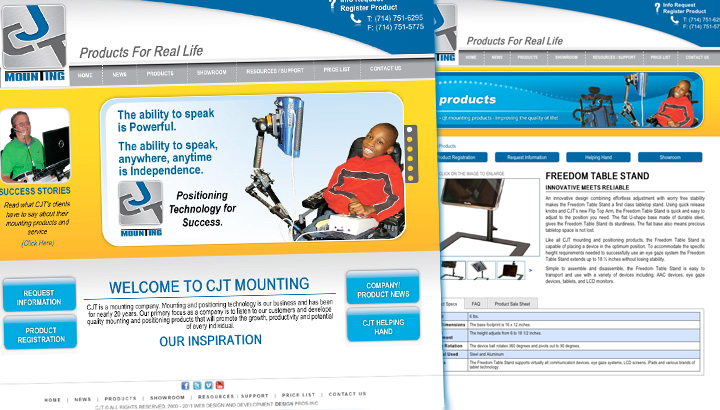 Info Request
Register Product
T: (714) 751-6295
F: (714) 751-5775
CJT
MOUNTING
Products For Real Life
HOME
NEWS
PRODUCTS
SHOWROOM
RESOURCES / SUPPORT
PRICE LIST
CONTACT US
The ability to speak
is Powerful.
The ability to speak,
anywhere, anytime
is Independence.
CJT
MOUNTING
Positioning
Technology for
Success.
SUCCESS STORIES
Read what CJT's clients
have to say about their
mounting products and
service
(Click Here)
REQUEST
INFORMATION
PRODUCT
REGISTRATION
WELCOME TO CJT MOUNTING
CJT is a mounting company. Mounting and positioning technology is our business and has been
for nearly 20 years. Our primary focus as a company is to listen to our customers and develope
quality mounting and positioning products that will promote the growth, productivity and potential
of every individual.
OUR INSPIRATION
COMPANY/
PRODUCT NEWS
CJT HELPING
HAND
HOME | NEWS | PRODUCTS | SHOWROOM | RESOURCES / SUPPORT | PRICE LIST | CONTACT US
CJT © ALL RIGHTS RESERVED. 2000 - 2011 WEB DESIGN AND DEVELOPMENT DESIGN PROS INC
Info Request
Register Product
T: (714) 751-6295
F: (714) 751-5775
Products For Real Life
HOME
NEWS
PRODUCTS
SHOWROOM
RESOURCES / SUPPORT
PRICE LIST
CONTACT US
products
mounting products - Improving the quality of life!
Products
Product Registration
Request Information
Helping Hand
Showroom
CLICK ON THE IMAGE TO ENLARGE
FREEDOM TABLE STAND
INNOVATIVE MEETS RELIABLE
An innovative design combining effortless adjustment with worry free stability
makes the Freedom Table Stand a first class tabletop stand. Using quick release
knobs and CJT's new Flip Top Arm, the Freedom Table Stand is quick and easy to
adjust to the position you need. The flat U-shaped base made of durable steel,
gives the Freedom Table Stand its sturdiness. The flat base also means precious
tabletop space is not lost.
Like all CJT mounting and positioning products, the Freedom Table Stand is
capable of placing a device in the optimum position. To accommodate the specific
height requirements needed to successfully use an eye gaze system the Freedom
Table Stand extends up to 18 ½ inches without losing stability.
Simple to assemble and disassemble, the Freedom Table Stand is easy to
transport and use with a variety of devices including: AAC devices, eye gaze
devices, tablets, and LCD monitors.
Specs
FAQ
Product Sale Sheet
6 lbs.
The base footprint is 16 x 12 inches.
The height adjusts from 6 to 18 1/2 inches.
Rotation
The device ball rotates 360 degrees and pivots out to 90 degrees.
Used
Steel and Aluminum
The Freedom Table Stand supports virtually all communication devices, eye gaze systems, LCD screens, iPads and various brands of
tablet technology.